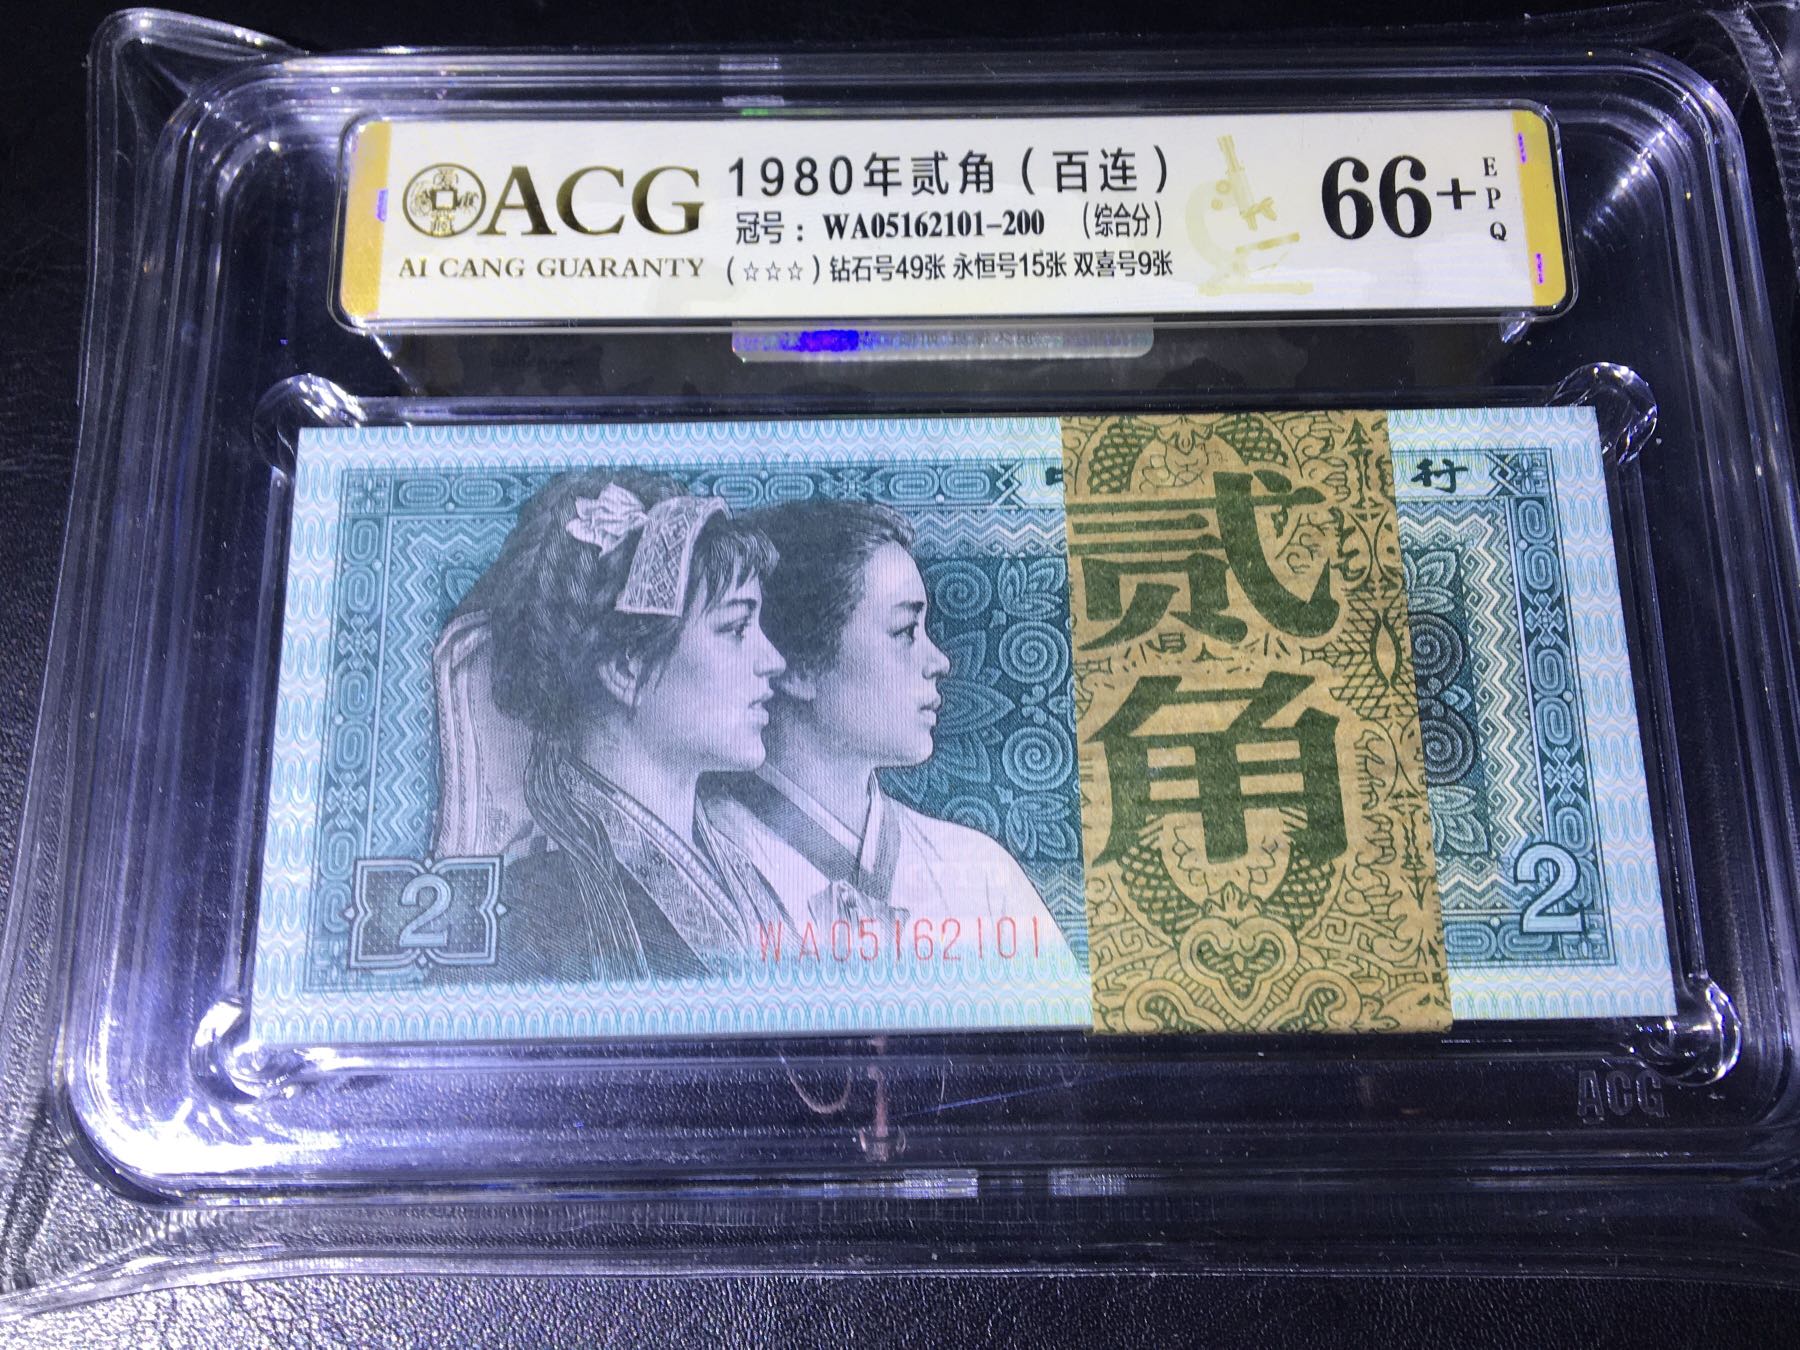 ACG
AI CANG GUARANTY
1980年贰角（百连）
冠号：WA05162101-200 （综合分）
（☆☆☆）钻石号49张 永恒号15张 双喜号9张
66+
EPQ
行
贰角
2
2
WA05162101
ACG